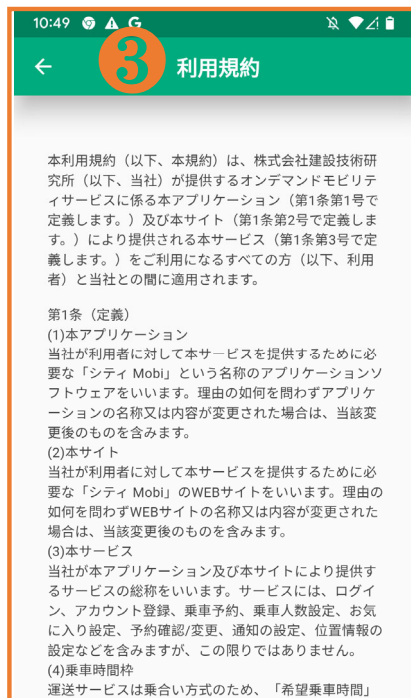 10:49
3
利用規約
本利用規約（以下、本規約）は、株式会社建設技術研
究所（以下、当社）が提供するオンデマンドモビリテ
ィサービスに係る本アプリケーション（第1条第1号で
定義します。）及び本サイト（第1条第2号で定義しま
す。）により提供される本サービス（第1条第3号で定
義します。）をご利用になるすべての方（以下、利用
者）と当社との間に適用されます。
第1条（定義）
(1)本アプリケーション
当社が利用者に対して本サービスを提供するために必
要な「シティ Mobi」という名称のアプリケーションソ
フトウェアをいいます。理由の如何を問わずアプリケ
ーションの名称又は内容が変更された場合は、当該変
更後のものを含みます。
(2)本サイト
当社が利用者に対して本サービスを提供するために必
要な「シティ Mobi」のWEBサイトをいいます。理由の
如何を問わずWEBサイトの名称又は内容が変更された
場合は、当該変更後のものを含みます。
(3)本サービス
当社が本アプリケーション及び本サイトにより提供す
るサービスの総称をいいます。サービスには、ログイ
ン、アカウント登録、乗車予約、乗車人数設定、お気
に入り設定、予約確認/変更、通知の設定、位置情報の
設定などを含みますが、この限りではありません。
(4)乗車時間枠
運送サービスは乗合い方式のため、「希望乗車時間」